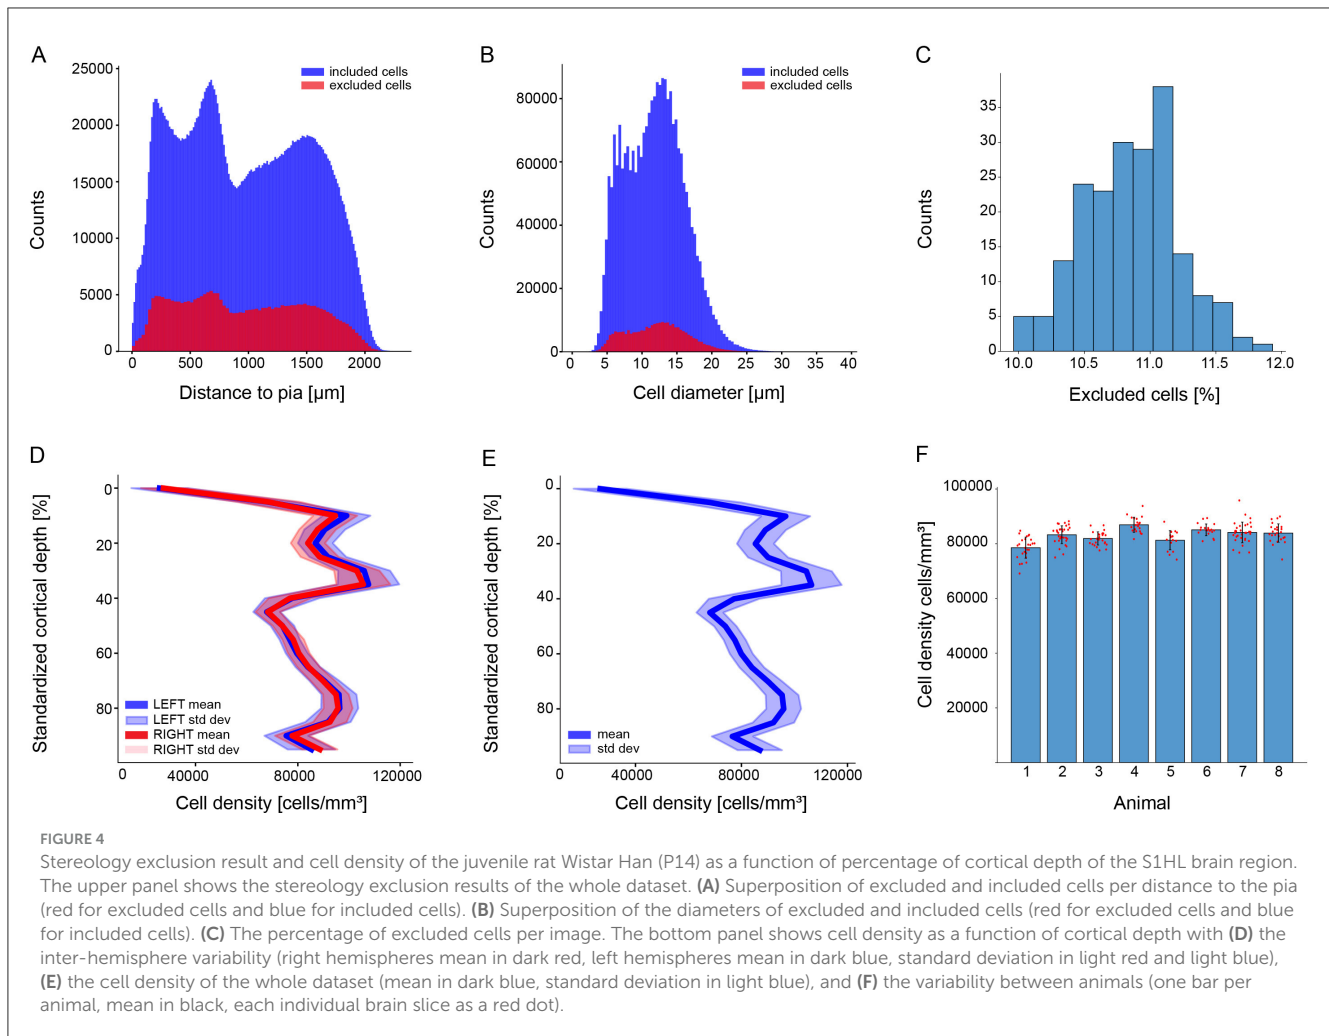 A
25000
20000
15000
10000
5000
0
Counts
included cells
excluded cells
0 500 1000 1500 2000
Distance to pia [µm]
B
80000
60000
40000
20000
0
Counts
included cells
excluded cells
0 5 10 15 20 25 30 35 40
Cell diameter [µm]
C
35
30
25
20
15
10
5
0
Counts
10.0 10.5 11.0 11.5 12.0
Excluded cells [%]
D
0
20
40
60
80
Standardized cortical depth [%]
LEFT mean
LEFT std dev
RIGHT mean
RIGHT std dev
0 40000 80000 120000
Cell density [cells/mm³]
E
0
20
40
60
80
Standardized cortical depth [%]
mean
std dev
0 40000 80000 120000
Cell density [cells/mm³]
F
100000
80000
60000
40000
20000
Cell density cells/mm³]
1 2 3 4 5 6 7 8
Animal
FIGURE 4
Stereology exclusion result and cell density of the juvenile rat Wistar Han (P14) as a function of percentage of cortical depth of the S1HL brain region.
The upper panel shows the stereology exclusion results of the whole dataset. (A) Superposition of excluded and included cells per distance to the pia
(red for excluded cells and blue for included cells). (B) Superposition of the diameters of excluded and included cells (red for excluded cells and blue
for included cells). (C) The percentage of excluded cells per image. The bottom panel shows cell density as a function of cortical depth with (D) the
inter-hemisphere variability (right hemispheres mean in dark red, left hemispheres mean in dark blue, standard deviation in light red and light blue),
(E) the cell density of the whole dataset (mean in dark blue, standard deviation in light blue), and (F) the variability between animals (one bar per
animal, mean in black, each individual brain slice as a red dot).